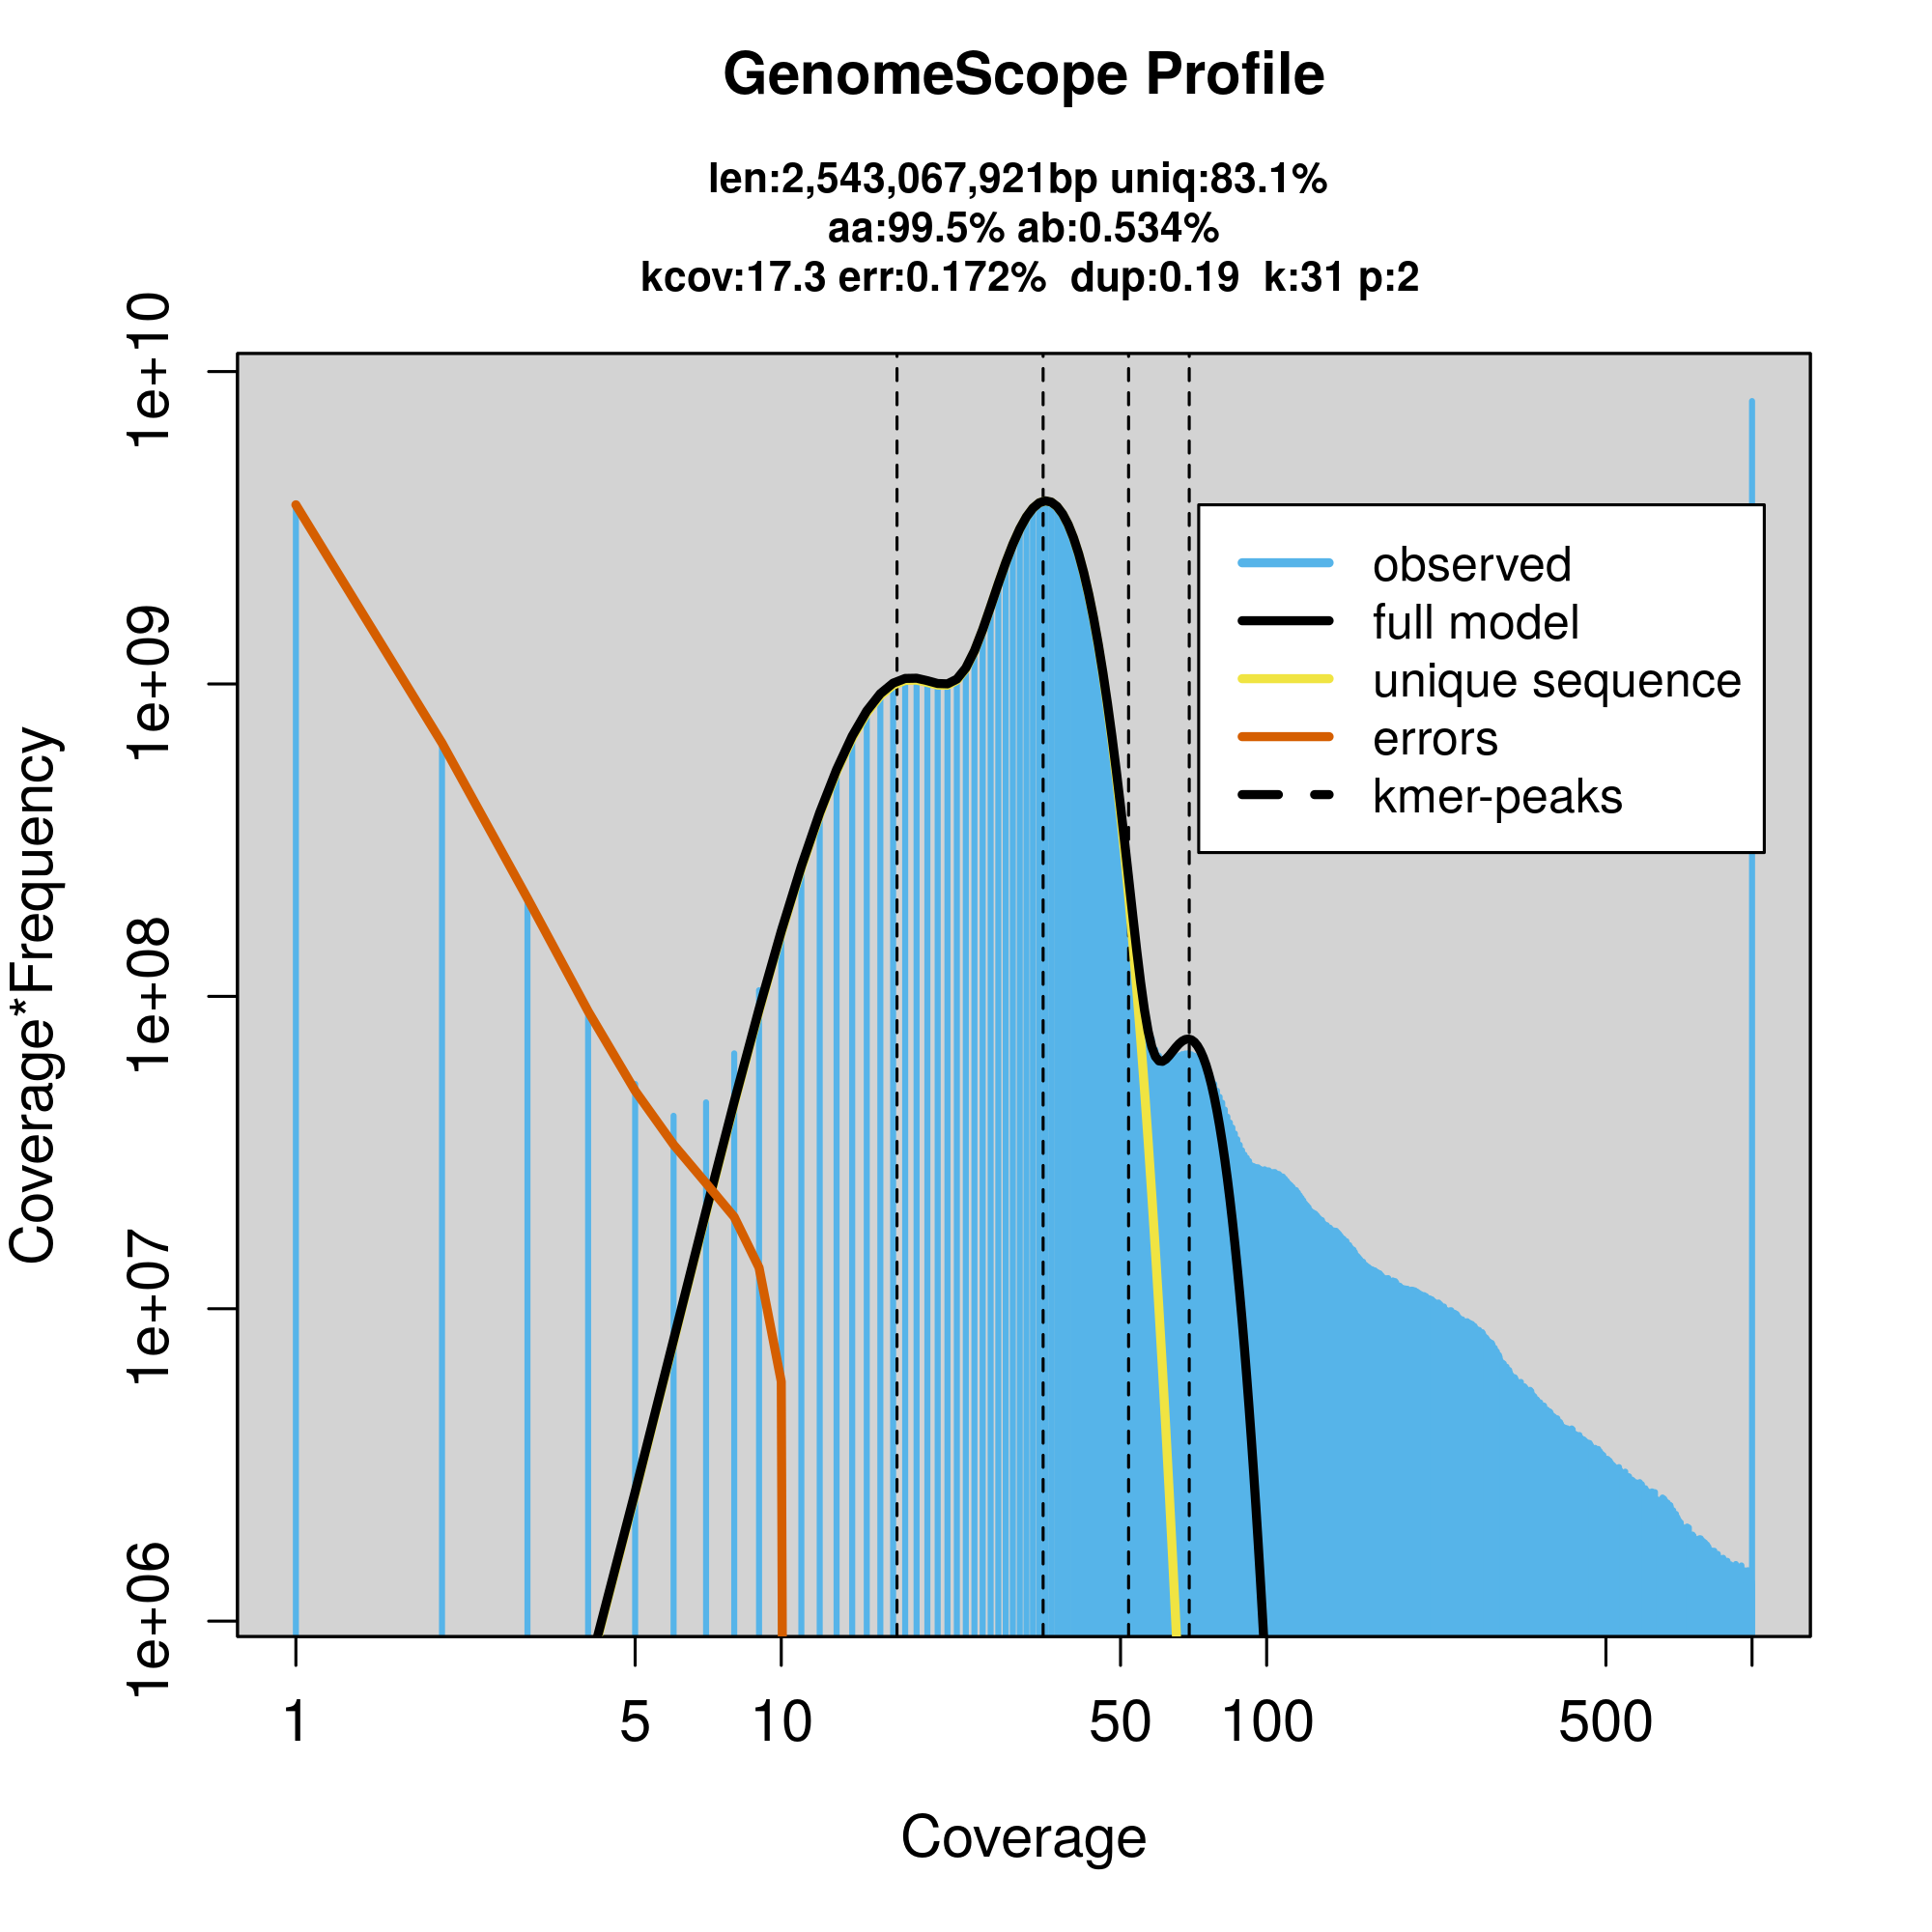 GenomeScope Profile
len:2,543,067,921bp uniq:83.1%
aa:99.5% ab:0.534%
kcov:17.3 err:0.172% dup:0.19 k:31 p:2
1e+10
1e+09
1e+08
1e+07
1e+06
Coverage*Frequency
observed
full model
unique sequence
errors
kmer-peaks
1 5 10 50 100 500
Coverage